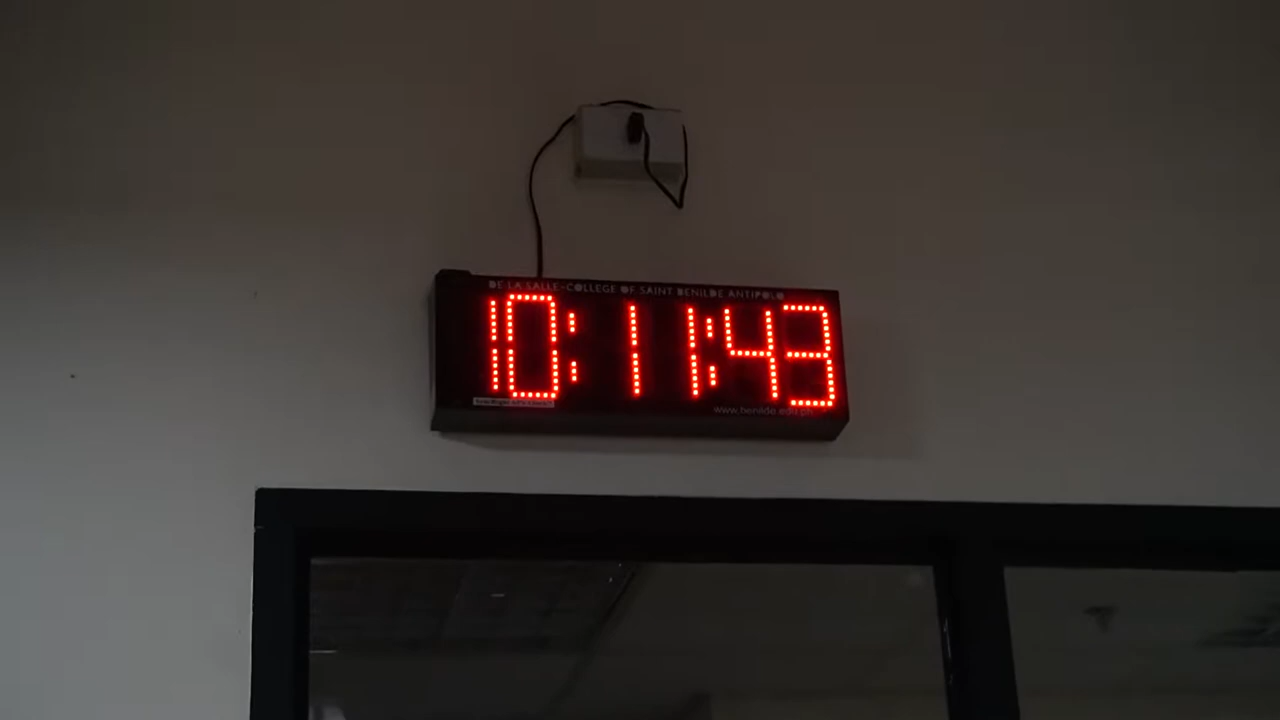 DE LA SALLE-COLLEGE OF SAINT BENILDE ANTIPOLO
10:11:43
www.benilde.edu.ph